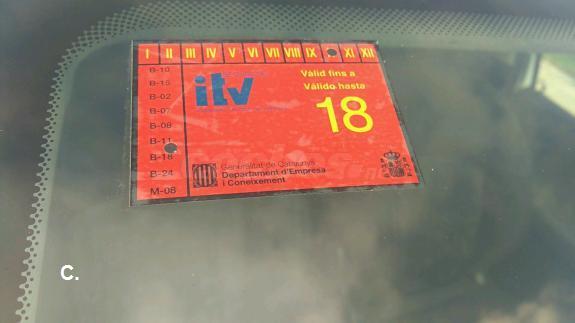 I II III IV V VI VII VIII IX XI XII
B-10
B-15
B-02
B-07
B-08
B-11
B-18
B-24
M-08
itv
Vàlid fins a
Válido hasta
18
Generalitat de Catalunya
Departament d'Empresa
i Coneixement
C.